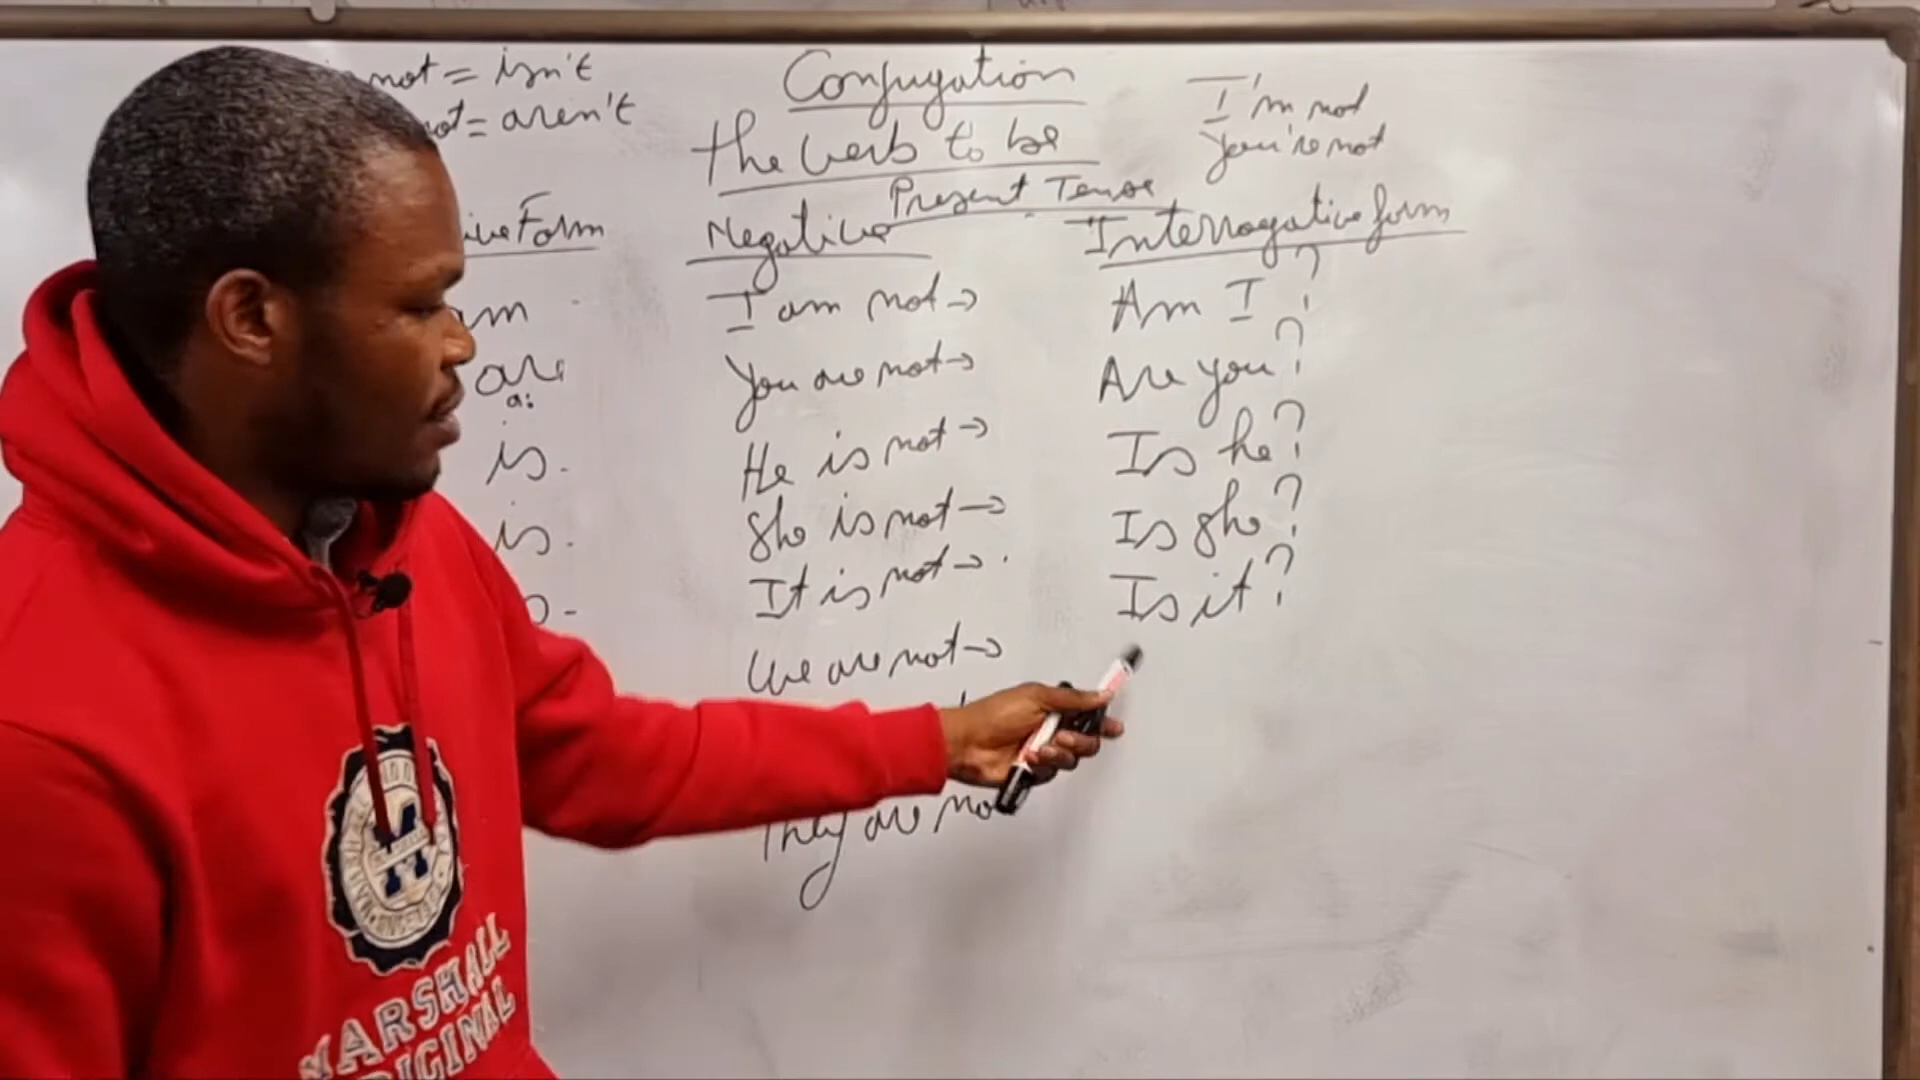 not = isn't
not = aren't
Conjugation
the verb to be
Present Tense
I'm not
You're not
Form
Negative
Interrogative form
am
are
a:
is.
is.
I am not →
You are not →
He is not →
She is not →
It is not →
We are not →
They are no
Am I?
Are you?
Is he?
Is she?
Is it?
M
MARSHALL
ORIGINAL